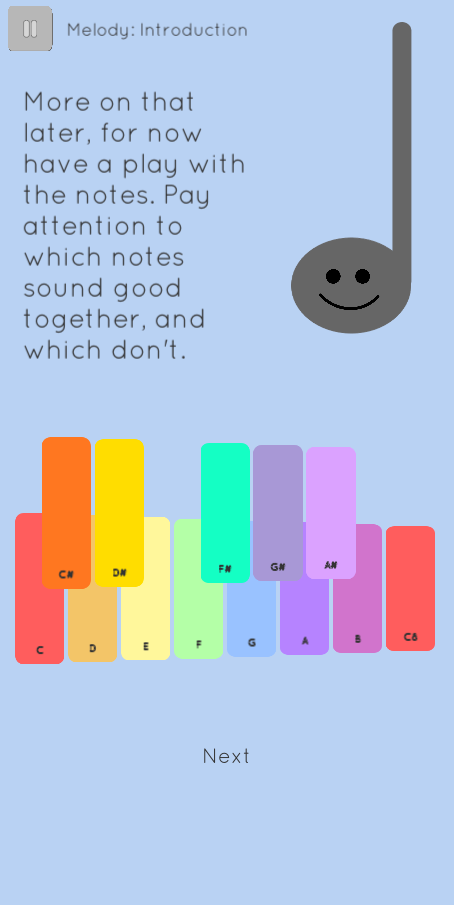 Melody: Introduction
More on that
later, for now
have a play with
the notes. Pay
attention to
which notes
sound good
together, and
which don't.
C# D# F# G# A#
C D E F G A B C8
Next